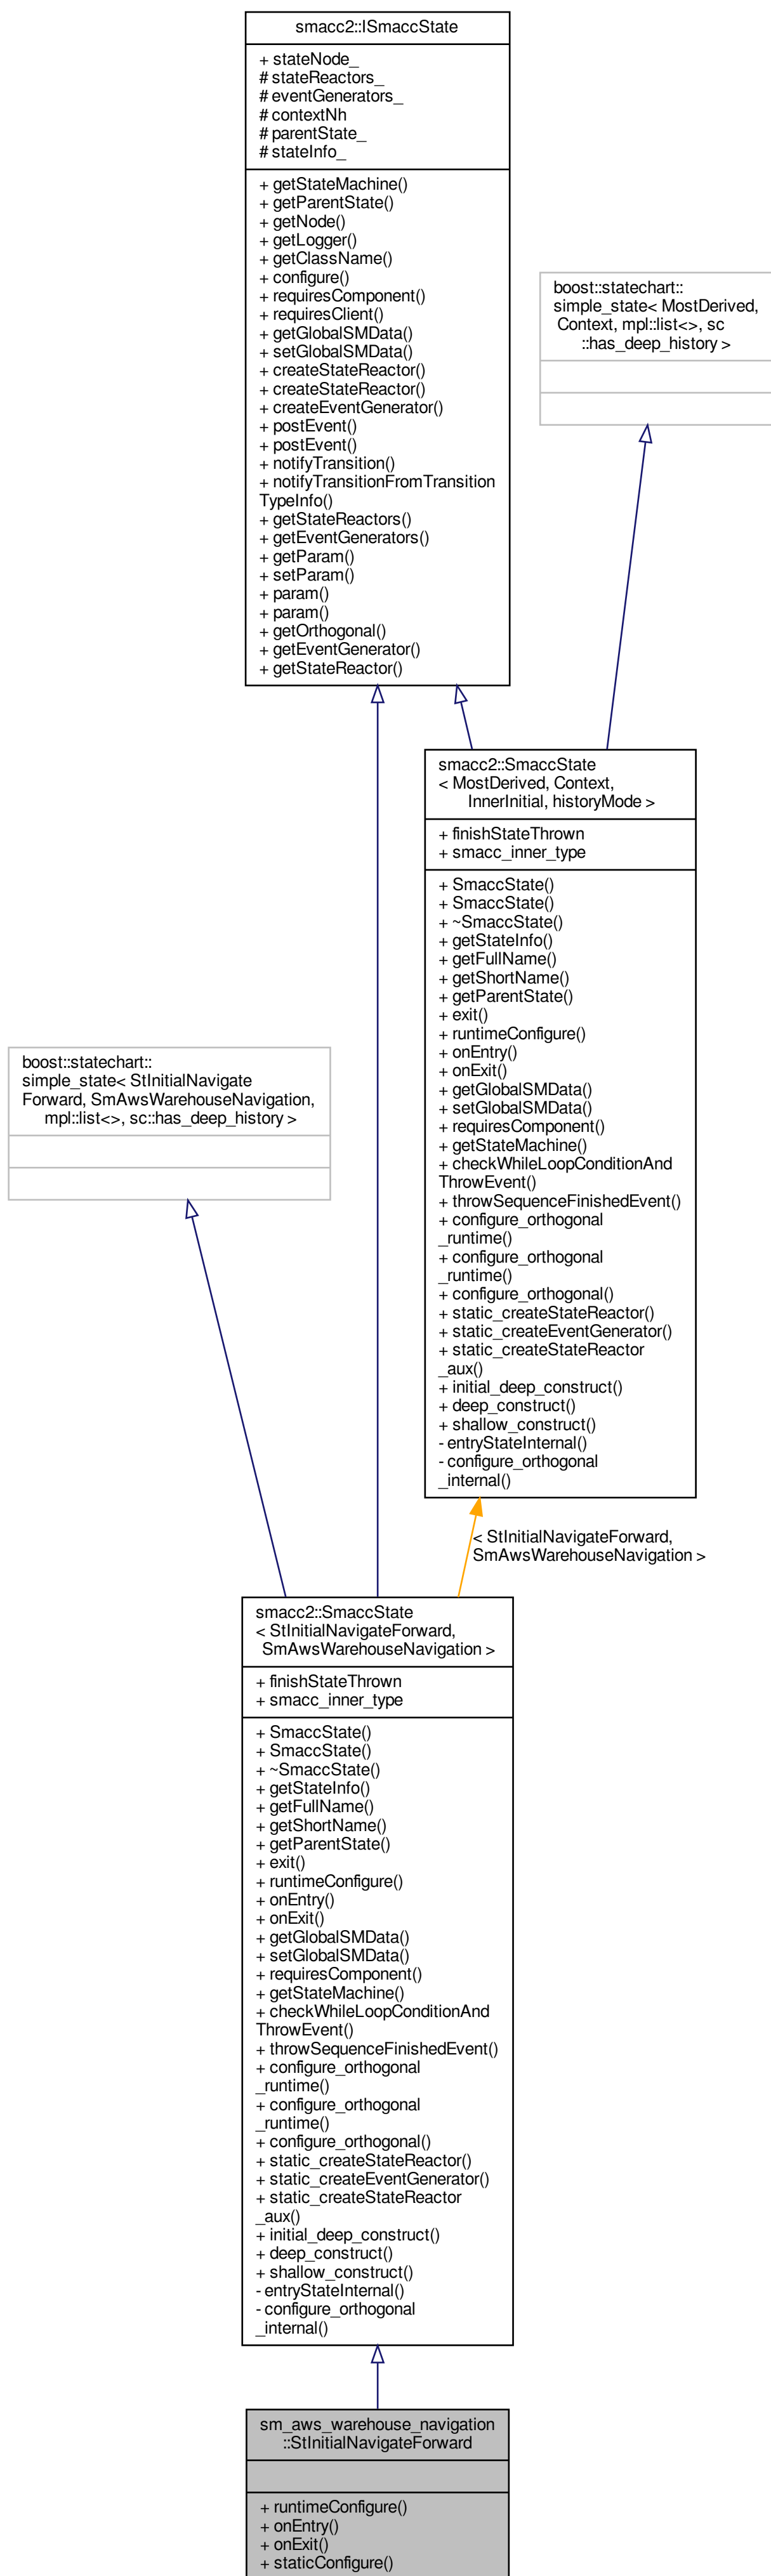 smacc2::ISmaccState
+ stateNode_
# stateReactors_
# eventGenerators_
# contextNh
# parentState_
# stateInfo_
+ getStateMachine()
+ getParentState()
+ getNode()
+ getLogger()
+ getClassName()
+ configure()
+ requiresComponent()
+ requiresClient()
+ getGlobalSMData()
+ setGlobalSMData()
+ createStateReactor()
+ createStateReactor()
+ createEventGenerator()
+ postEvent()
+ postEvent()
+ notifyTransition()
+ notifyTransitionFromTransition
TypeInfo()
+ getStateReactors()
+ getEventGenerators()
+ getParam()
+ setParam()
+ param()
+ param()
+ getOrthogonal()
+ getEventGenerator()
+ getStateReactor()
boost::statechart::
simple_state< MostDerived,
Context, mpl::list<>, sc
::has_deep_history >
smacc2::SmaccState
< MostDerived, Context,
InnerInitial, historyMode >
+ finishStateThrown
+ smacc_inner_type
+ SmaccState()
+ SmaccState()
+ ~SmaccState()
+ getStateInfo()
+ getFullName()
+ getShortName()
+ getParentState()
+ exit()
+ runtimeConfigure()
+ onEntry()
+ onExit()
+ getGlobalSMData()
+ setGlobalSMData()
+ requiresComponent()
+ getStateMachine()
+ checkWhileLoopConditionAnd
ThrowEvent()
+ throwSequenceFinishedEvent()
+ configure_orthogonal
_runtime()
+ configure_orthogonal
_runtime()
+ configure_orthogonal()
+ static_createStateReactor()
+ static_createEventGenerator()
+ static_createStateReactor
_aux()
+ initial_deep_construct()
+ deep_construct()
+ shallow_construct()
- entryStateInternal()
- configure_orthogonal
_internal()
boost::statechart::
simple_state< StInitialNavigate
Forward, SmAwsWarehouseNavigation,
mpl::list<>, sc::has_deep_history >
< StInitialNavigateForward,
SmAwsWarehouseNavigation >
smacc2::SmaccState
< StInitialNavigateForward,
SmAwsWarehouseNavigation >
+ finishStateThrown
+ smacc_inner_type
+ SmaccState()
+ SmaccState()
+ ~SmaccState()
+ getStateInfo()
+ getFullName()
+ getShortName()
+ getParentState()
+ exit()
+ runtimeConfigure()
+ onEntry()
+ onExit()
+ getGlobalSMData()
+ setGlobalSMData()
+ requiresComponent()
+ getStateMachine()
+ checkWhileLoopConditionAnd
ThrowEvent()
+ throwSequenceFinishedEvent()
+ configure_orthogonal
_runtime()
+ configure_orthogonal
_runtime()
+ configure_orthogonal()
+ static_createStateReactor()
+ static_createEventGenerator()
+ static_createStateReactor
_aux()
+ initial_deep_construct()
+ deep_construct()
+ shallow_construct()
- entryStateInternal()
- configure_orthogonal
_internal()
sm_aws_warehouse_navigation
::StInitialNavigateForward
+ runtimeConfigure()
+ onEntry()
+ onExit()
+ staticConfigure()